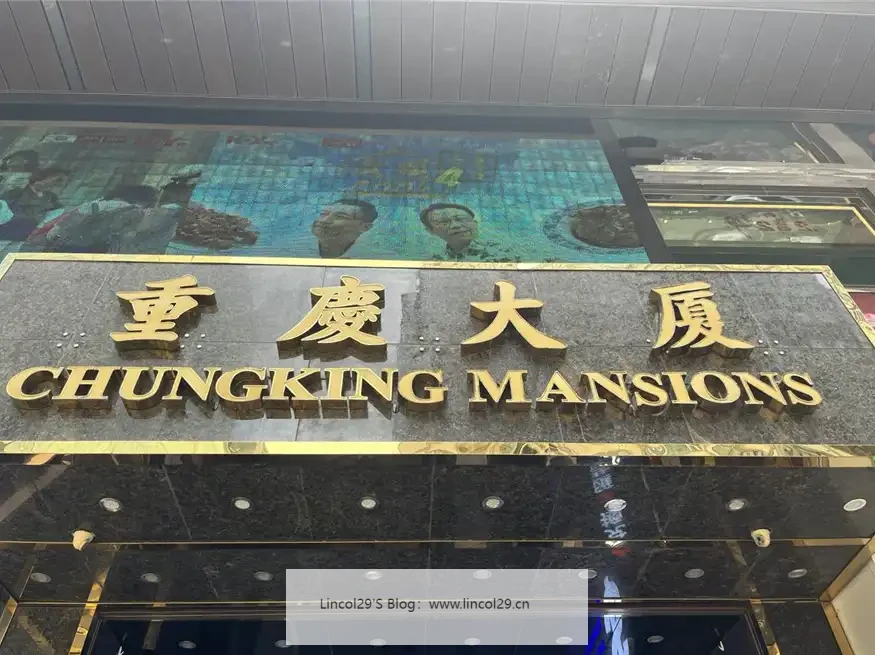 重慶大厦
CHUNGKING MANSIONS
Lincol29'S Blog：www.lincol29.cn